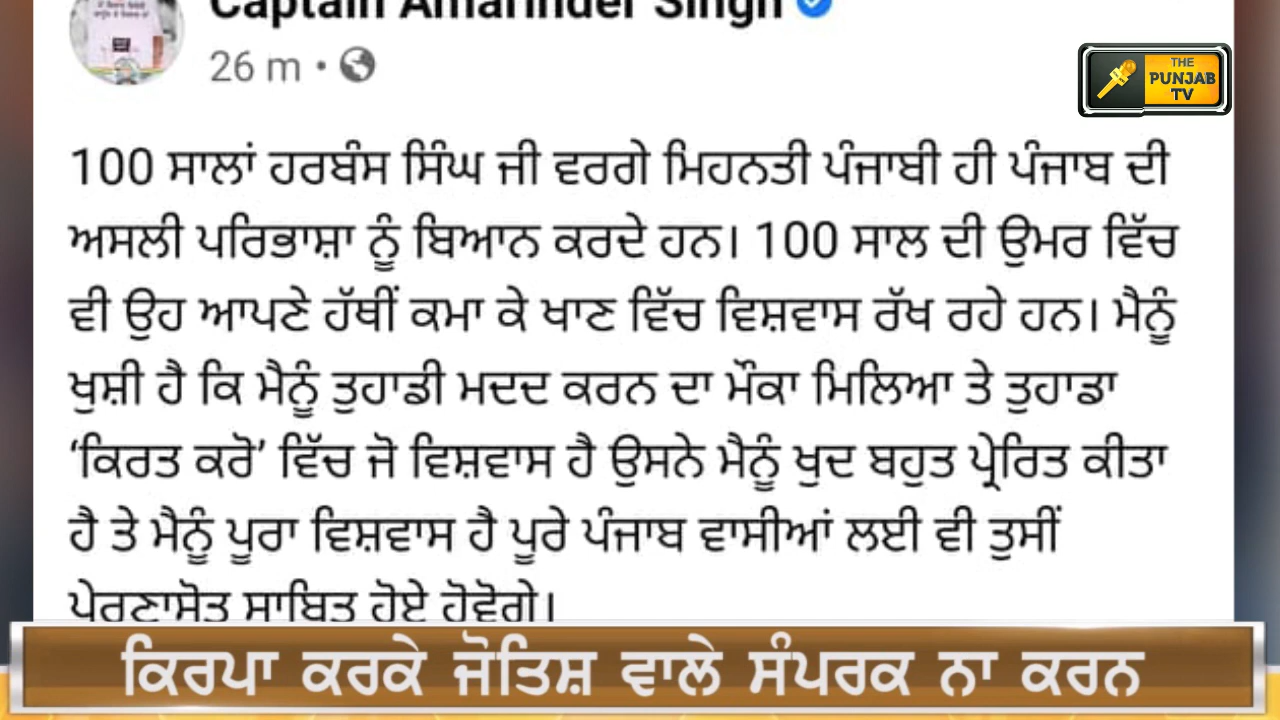 Captain Amarinder Singh
26 m
THE
PUNJAB
TV
100 ਸਾਲਾਂ ਹਰਬੰਸ ਸਿੰਘ ਜੀ ਵਰਗੇ ਮਿਹਨਤੀ ਪੰਜਾਬੀ ਹੀ ਪੰਜਾਬ ਦੀ
ਅਸਲੀ ਪਰਿਭਾਸ਼ਾ ਨੂੰ ਬਿਆਨ ਕਰਦੇ ਹਨ। 100 ਸਾਲ ਦੀ ਉਮਰ ਵਿੱਚ
ਵੀ ਉਹ ਆਪਣੇ ਹੱਥੀਂ ਕਮਾ ਕੇ ਖਾਣ ਵਿੱਚ ਵਿਸ਼ਵਾਸ ਰੱਖ ਰਹੇ ਹਨ। ਮੈਨੂੰ
ਖੁਸ਼ੀ ਹੈ ਕਿ ਮੈਨੂੰ ਤੁਹਾਡੀ ਮਦਦ ਕਰਨ ਦਾ ਮੌਕਾ ਮਿਲਿਆ ਤੇ ਤੁਹਾਡਾ
‘ਕਿਰਤ ਕਰੋ’ ਵਿੱਚ ਜੋ ਵਿਸ਼ਵਾਸ ਹੈ ਉਸਨੇ ਮੈਨੂੰ ਖੁਦ ਬਹੁਤ ਪ੍ਰੇਰਿਤ ਕੀਤਾ
ਹੈ ਤੇ ਮੈਨੂੰ ਪੂਰਾ ਵਿਸ਼ਵਾਸ ਹੈ ਪੂਰੇ ਪੰਜਾਬ ਵਾਸੀਆਂ ਲਈ ਵੀ ਤੁਸੀਂ
ਪ੍ਰੇਰਣਾਸੋਤ ਸਾਬਿਤ ਹੋਏ ਹੋਵੋਗੇ।
ਕਿਰਪਾ ਕਰਕੇ ਜੋਤਿਸ਼ ਵਾਲੇ ਸੰਪਰਕ ਨਾ ਕਰਨ